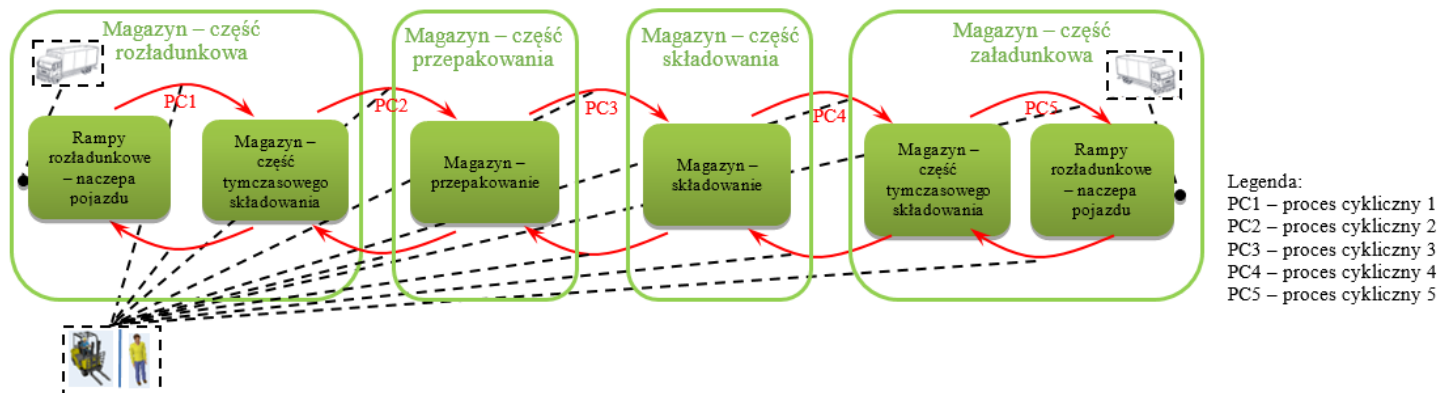 Magazyn – część
rozładunkowa
Magazyn – część
przepakowania
Magazyn – część
składowania
Magazyn – część
załadunkowa
PC1
PC2
PC3
PC4
PC5
Rampy
rozładunkowe
– naczepa
pojazdu
Magazyn –
część
tymczasowego
składowania
Magazyn –
przepakowanie
Magazyn –
składowanie
Magazyn –
część
tymczasowego
składowania
Rampy
rozładunkowe
– naczepa
pojazdu
Legenda:
PC1 – proces cykliczny 1
PC2 – proces cykliczny 2
PC3 – proces cykliczny 3
PC4 – proces cykliczny 4
PC5 – proces cykliczny 5